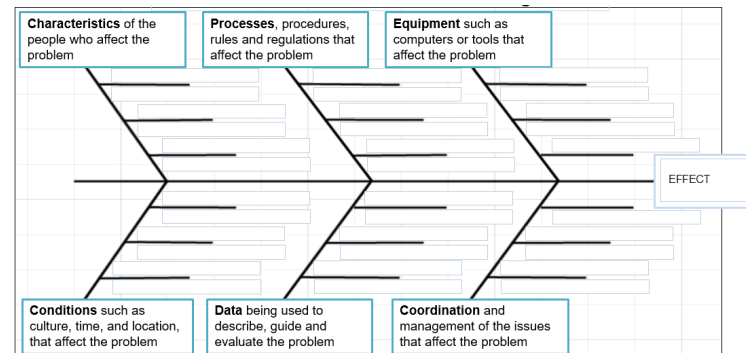 Characteristics of the
people who affect the
problem
Processes, procedures,
rules and regulations that
affect the problem
Equipment such as
computers or tools that
affect the problem
EFFECT
Conditions such as
culture, time, and location,
that affect the problem
Data being used to
describe, guide and
evaluate the problem
Coordination and
management of the issues
that affect the problem